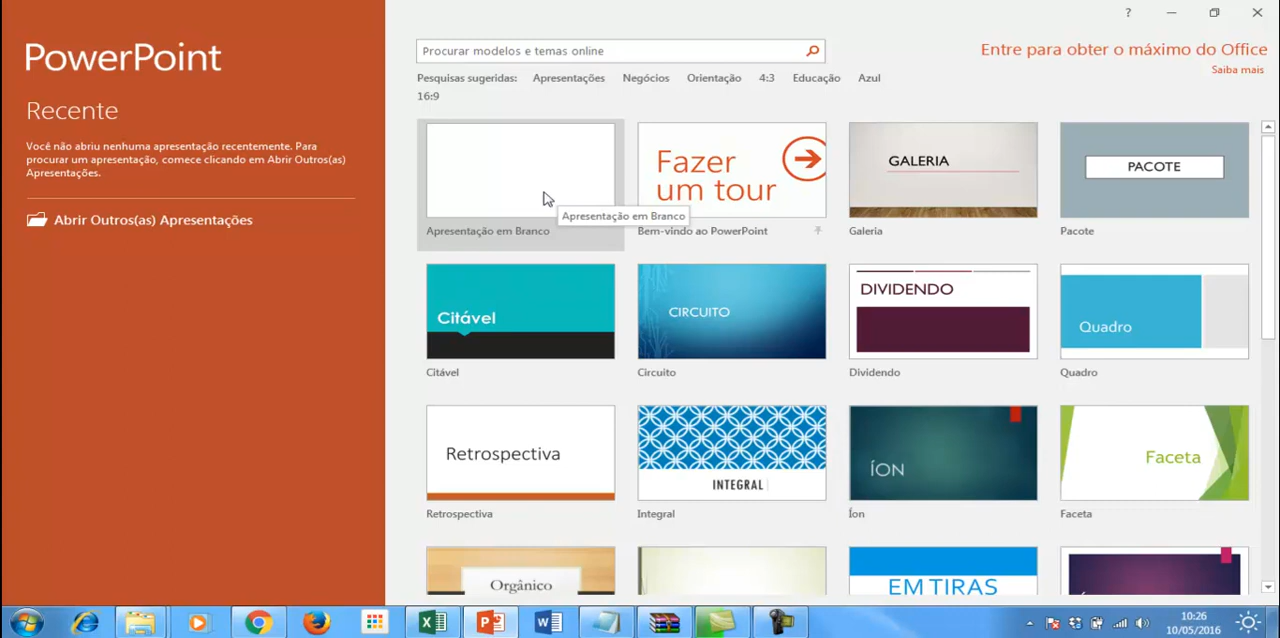 ?
PowerPoint
Recente
Você não abriu nenhuma apresentação recentemente. Para
procurar um apresentação, comece clicando em Abrir Outros(as)
Apresentações.
Abrir Outros(as) Apresentações
Procurar modelos e temas online
Entre para obter o máximo do Office
Saiba mais
Pesquisas sugeridas: Apresentações Negócios Orientação 4:3 Educação Azul
16:9
Fazer
um tour
GALERIA
PACOTE
Apresentação em Branco
Apresentação em Branco
Bem-vindo ao PowerPoint
Galeria
Pacote
Citável
CIRCUITO
DIVIDENDO
Quadro
Citável
Circuito
Dividendo
Quadro
Retrospectiva
INTEGRAL
ÍON
Faceta
Retrospectiva
Integral
Íon
Faceta
Orgânico
EM TIRAS
10:26
10/05/2016